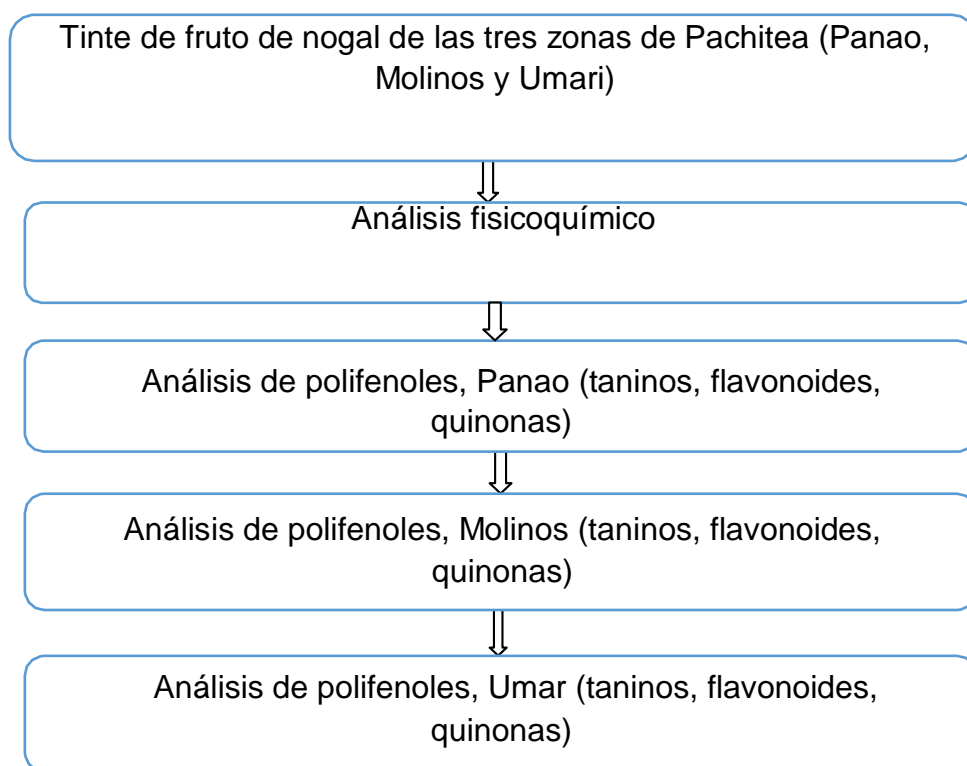 Tinte de fruto de nogal de las tres zonas de Pachitea (Panao,
Molinos y Umari)
Análisis fisicoquímico
Análisis de polifenoles, Panao (taninos, flavonoides,
quinonas)
Análisis de polifenoles, Molinos (taninos, flavonoides,
quinonas)
Análisis de polifenoles, Umar (taninos, flavonoides,
quinonas)